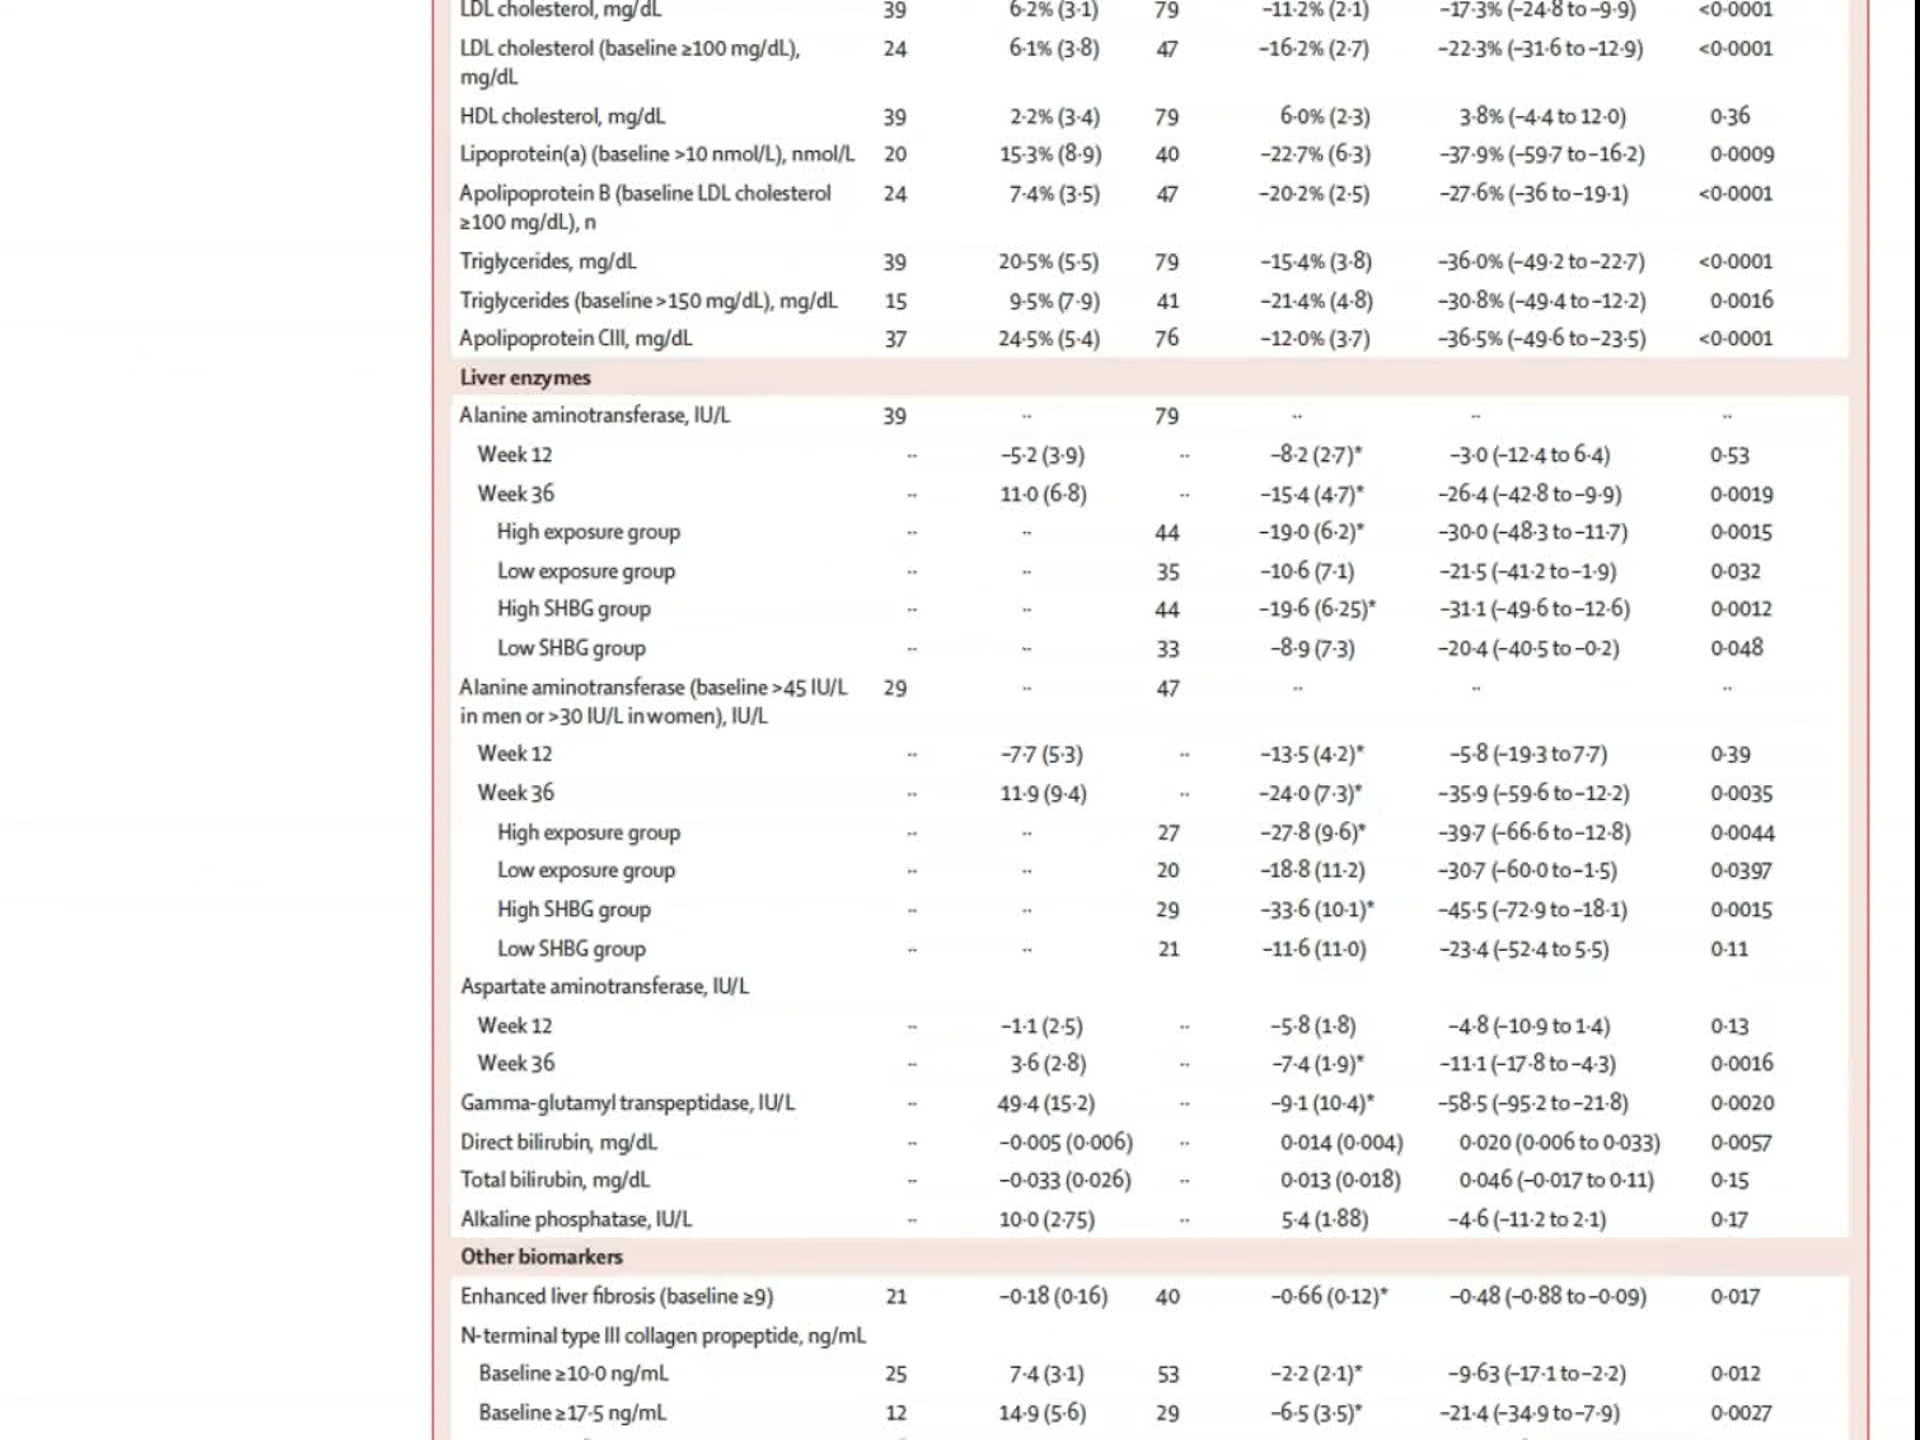 LDL cholesterol, mg/dL 39 6·2% (3·1) 79 −11·2% (2·1) −17·3% (−24·8 to −9·9) <0·0001
LDL cholesterol (baseline ≥100 mg/dL), 24 6·1% (3·8) 47 −16·2% (2·7) −22·3% (−31·6 to −12·9) <0·0001
mg/dL
HDL cholesterol, mg/dL 39 2·2% (3·4) 79 6·0% (2·3) 3·8% (−4·4 to 12·0) 0·36
Lipoprotein(a) (baseline >10 nmol/L), nmol/L 20 15·3% (8·9) 40 −22·7% (6·3) −37·9% (−59·7 to −16·2) 0·0009
Apolipoprotein B (baseline LDL cholesterol 24 7·4% (3·5) 47 −20·2% (2·5) −27·6% (−36 to −19·1) <0·0001
≥100 mg/dL), n
Triglycerides, mg/dL 39 20·5% (5·5) 79 −15·4% (3·8) −36·0% (−49·2 to −22·7) <0·0001
Triglycerides (baseline >150 mg/dL), mg/dL 15 9·5% (7·9) 41 −21·4% (4·8) −30·8% (−49·4 to −12·2) 0·0016
Apolipoprotein CIII, mg/dL 37 24·5% (5·4) 76 −12·0% (3·7) −36·5% (−49·6 to −23·5) <0·0001
Liver enzymes
Alanine aminotransferase, IU/L 39 ·· 79 ·· ·· ··
Week 12 ·· −5·2 (3·9) ·· −8·2 (2·7)* −3·0 (−12·4 to 6·4) 0·53
Week 36 ·· 11·0 (6·8) ·· −15·4 (4·7)* −26·4 (−42·8 to −9·9) 0·0019
High exposure group ·· ·· 44 −19·0 (6·2)* −30·0 (−48·3 to −11·7) 0·0015
Low exposure group ·· ·· 35 −10·6 (7·1) −21·5 (−41·2 to −1·9) 0·032
High SHBG group ·· ·· 44 −19·6 (6·25)* −31·1 (−49·6 to −12·6) 0·0012
Low SHBG group ·· ·· 33 −8·9 (7·3) −20·4 (−40·5 to −0·2) 0·048
Alanine aminotransferase (baseline >45 IU/L 29 ·· 47 ·· ·· ··
in men or >30 IU/L in women), IU/L
Week 12 ·· −7·7 (5·3) ·· −13·5 (4·2)* −5·8 (−19·3 to 7·7) 0·39
Week 36 ·· 11·9 (9·4) ·· −24·0 (7·3)* −35·9 (−59·6 to −12·2) 0·0035
High exposure group ·· ·· 27 −27·8 (9·6)* −39·7 (−66·6 to −12·8) 0·0044
Low exposure group ·· ·· 20 −18·8 (11·2) −30·7 (−60·0 to −1·5) 0·0397
High SHBG group ·· ·· 29 −33·6 (10·1)* −45·5 (−72·9 to −18·1) 0·0015
Low SHBG group ·· ·· 21 −11·6 (11·0) −23·4 (−52·4 to 5·5) 0·11
Aspartate aminotransferase, IU/L
Week 12 ·· −1·1 (2·5) ·· −5·8 (1·8) −4·8 (−10·9 to 1·4) 0·13
Week 36 ·· 3·6 (2·8) ·· −7·4 (1·9)* −11·1 (−17·8 to −4·3) 0·0016
Gamma-glutamyl transpeptidase, IU/L ·· 49·4 (15·2) ·· −9·1 (10·4)* −58·5 (−95·2 to −21·8) 0·0020
Direct bilirubin, mg/dL ·· −0·005 (0·006) ·· 0·014 (0·004) 0·020 (0·006 to 0·033) 0·0057
Total bilirubin, mg/dL ·· −0·033 (0·026) ·· 0·013 (0·018) 0·046 (−0·017 to 0·11) 0·15
Alkaline phosphatase, IU/L ·· 10·0 (2·75) ·· 5·4 (1·88) −4·6 (−11·2 to 2·1) 0·17
Other biomarkers
Enhanced liver fibrosis (baseline ≥9) 21 −0·18 (0·16) 40 −0·66 (0·12)* −0·48 (−0·88 to −0·09) 0·017
N-terminal type III collagen propeptide, ng/mL
Baseline ≥10·0 ng/mL 25 7·4 (3·1) 53 −2·2 (2·1)* −9·63 (−17·1 to −2·2) 0·012
Baseline ≥17·5 ng/mL 12 14·9 (5·6) 29 −6·5 (3·5)* −21·4 (−34·9 to −7·9) 0·0027